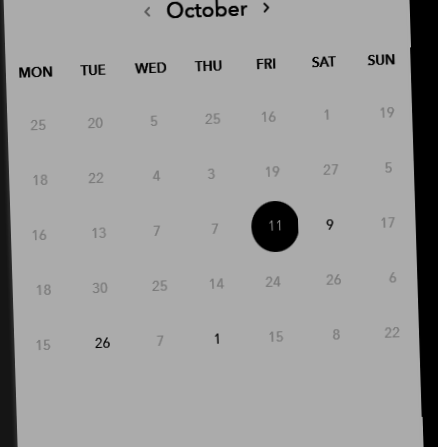 ‹ October ›
MON TUE WED THU FRI SAT SUN
25 20 5 25 16 1 19
18 22 4 3 19 27 5
16 13 7 7 11 9 17
18 30 25 14 24 26 6
15 26 7 1 15 8 22